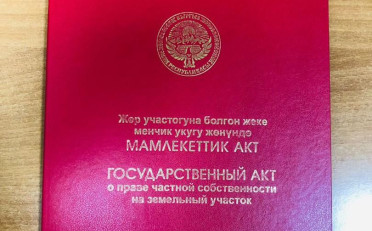 Жер участогуна болгон жеке
менчик укугу жөнүндө
МАМЛЕКЕТТИК АКТ
ГОСУДАРСТВЕННЫЙ АКТ
о праве частной собственности
на земельный участок